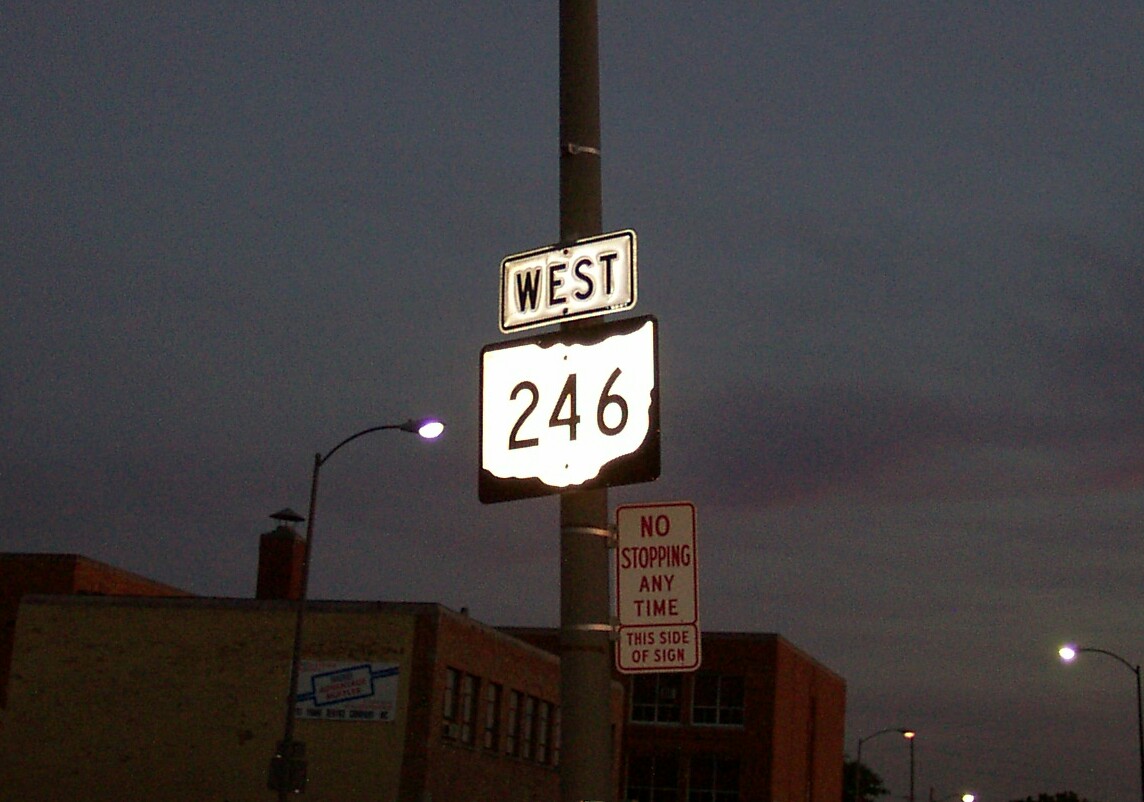 WEST
246
NO
STOPPING
ANY
TIME
THIS SIDE
OF SIGN